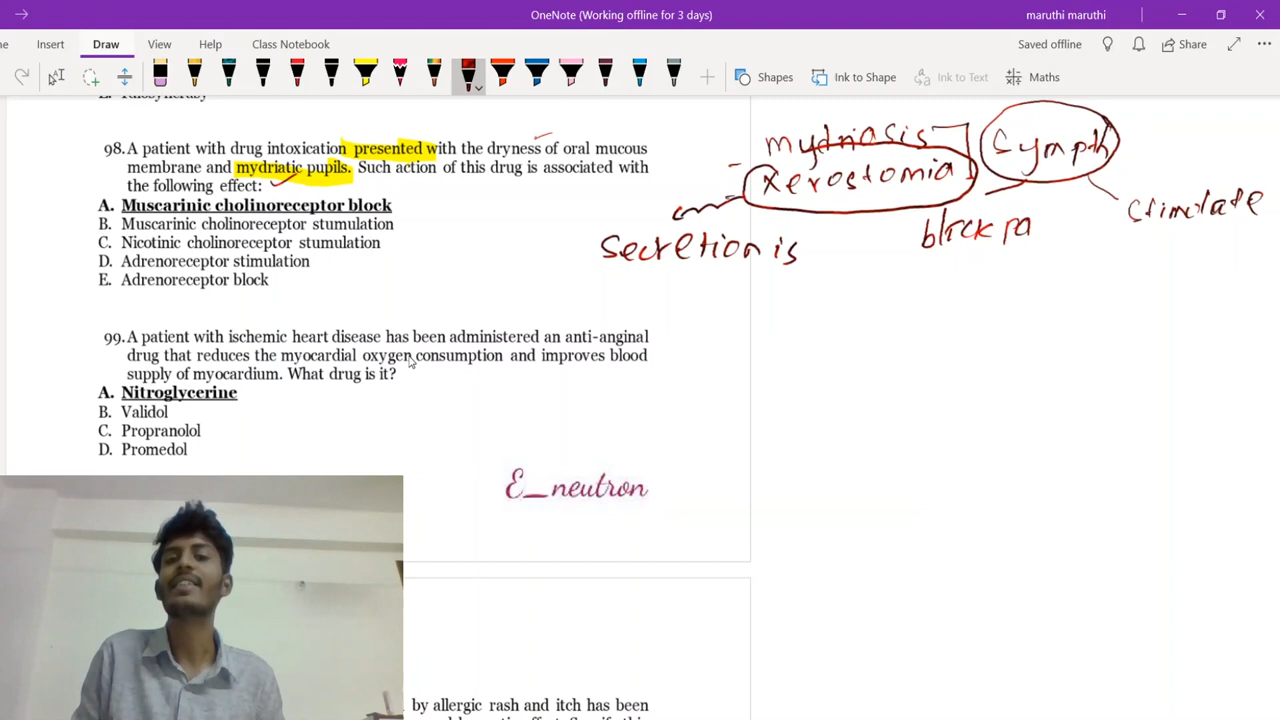 OneNote (Working offline for 3 days)
maruthi maruthi
Insert
Draw
View
Help
Class Notebook
Saved offline
Share
Shapes
Ink to Shape
Ink to Text
Maths
98. A patient with drug intoxication presented with the dryness of oral mucous
membrane and mydriatic pupils. Such action of this drug is associated with
the following effect:
A. Muscarinic cholinoreceptor block
B. Muscarinic cholinoreceptor stumulation
C. Nicotinic cholinoreceptor stumulation
D. Adrenoreceptor stimulation
E. Adrenoreceptor block
99. A patient with ischemic heart disease has been administered an anti-anginal
drug that reduces the myocardial oxygen consumption and improves blood
supply of myocardium. What drug is it?
A. Nitroglycerine
B. Validol
C. Propranolol
D. Promedol
E_neutron
mydriasis
xerostomia
Sympth
secretion is
block pa
Stimulate
by allergic rash and itch has been